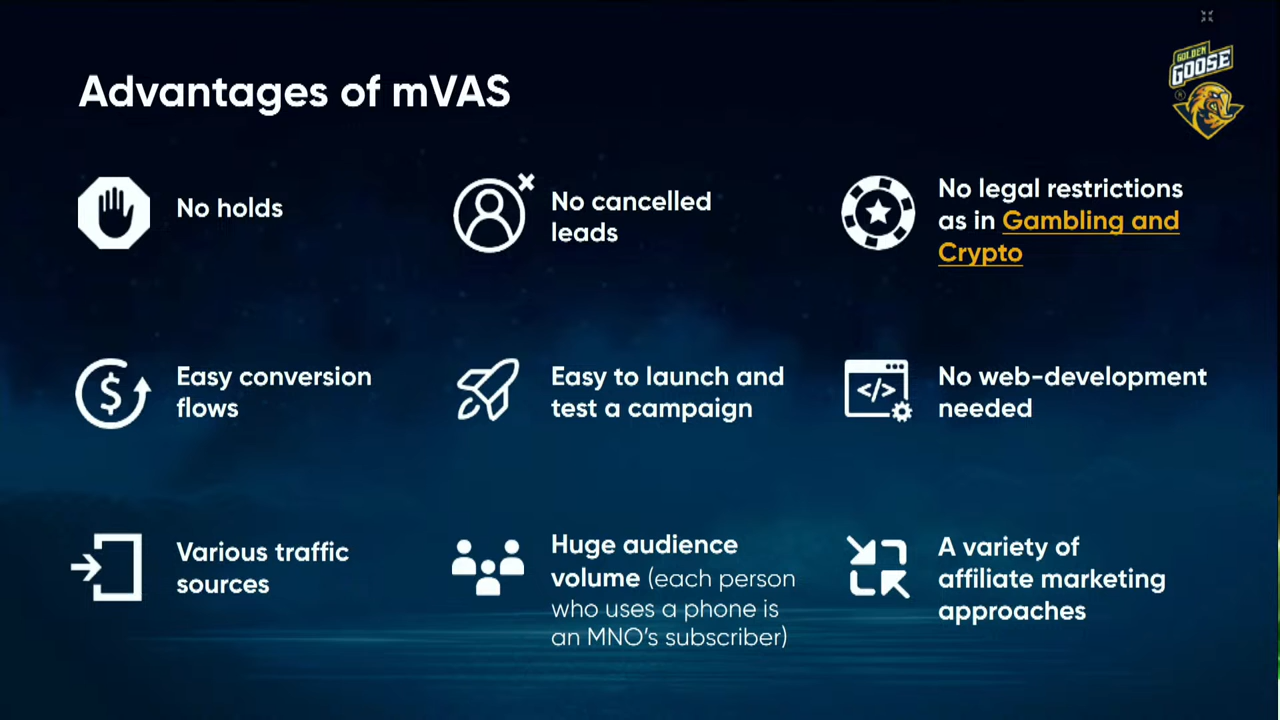 Advantages of mVAS
GOLDEN
GOOSE
®
No holds
No cancelled
leads
No legal restrictions
as in Gambling and
Crypto
Easy conversion
flows
$
Easy to launch and
test a campaign
</>
No web-development
needed
Various traffic
sources
Huge audience
volume (each person
who uses a phone is
an MNO's subscriber)
A variety of
affiliate marketing
approaches